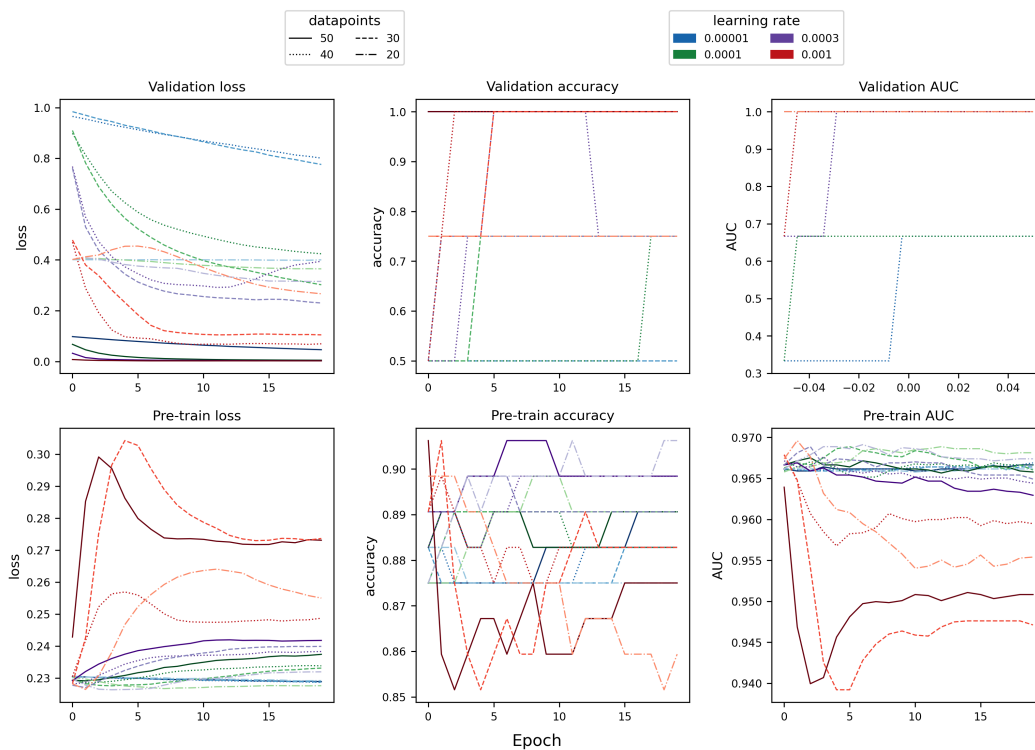 datapoints
50 30
40 20
learning rate
0.00001 0.0003
0.0001 0.001
Validation loss
Validation accuracy
Validation AUC
loss
1.0
0.8
0.6
0.4
0.2
0.0
0 5 10 15
accuracy
1.0
0.9
0.8
0.7
0.6
0.5
0 5 10 15
AUC
1.0
0.9
0.8
0.7
0.6
0.5
0.4
0.3
−0.04 −0.02 0.00 0.02 0.04
Pre-train loss
Pre-train accuracy
Pre-train AUC
loss
0.30
0.29
0.28
0.27
0.26
0.25
0.24
0.23
0 5 10 15
accuracy
0.90
0.89
0.88
0.87
0.86
0.85
0 5 10 15
AUC
0.970
0.965
0.960
0.955
0.950
0.945
0.940
0 5 10 15
Epoch